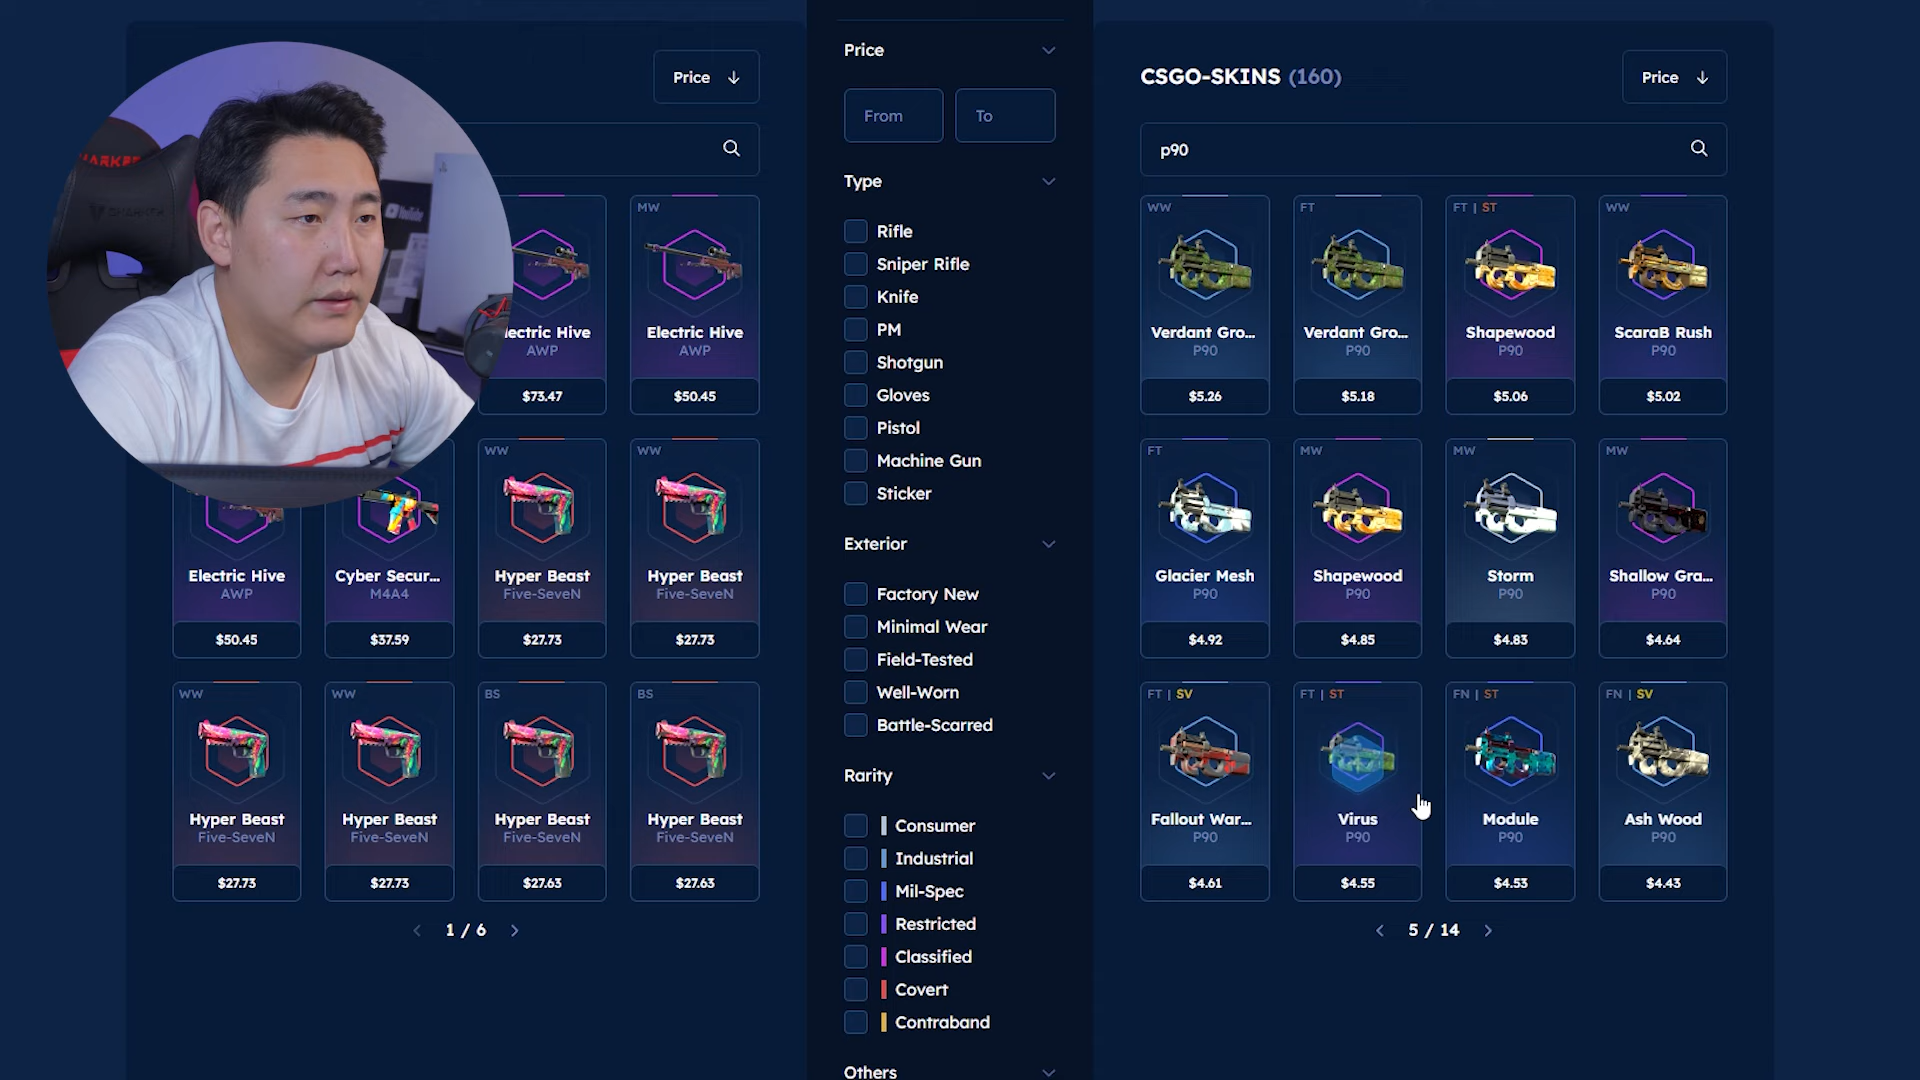 Price
Price
From
To
Type
Rifle
Sniper Rifle
Knife
PM
Shotgun
Gloves
Pistol
Machine Gun
Sticker
Exterior
Factory New
Minimal Wear
Field-Tested
Well-Worn
Battle-Scarred
Rarity
Consumer
Industrial
Mil-Spec
Restricted
Classified
Covert
Contraband
Others
YouTube
MW
Electric Hive
AWP
$73.47
Electric Hive
AWP
$50.45
Electric Hive
AWP
$50.45
Cyber Secur...
M4A4
$37.59
WW
Hyper Beast
Five-SeveN
$27.73
WW
Hyper Beast
Five-SeveN
$27.73
WW
Hyper Beast
Five-SeveN
$27.73
WW
Hyper Beast
Five-SeveN
$27.73
BS
Hyper Beast
Five-SeveN
$27.63
BS
Hyper Beast
Five-SeveN
$27.63
1 / 6
CSGO-SKINS (160)
Price
p90
WW
Verdant Gro...
P90
$5.26
FT
Verdant Gro...
P90
$5.18
FT | ST
Shapewood
P90
$5.06
WW
ScaraB Rush
P90
$5.02
FT
Glacier Mesh
P90
$4.92
MW
Shapewood
P90
$4.85
MW
Storm
P90
$4.83
MW
Shallow Gra...
P90
$4.64
FT | SV
Fallout War...
P90
$4.61
FT | ST
Virus
P90
$4.55
FN | ST
Module
P90
$4.53
FN | SV
Ash Wood
P90
$4.43
5 / 14